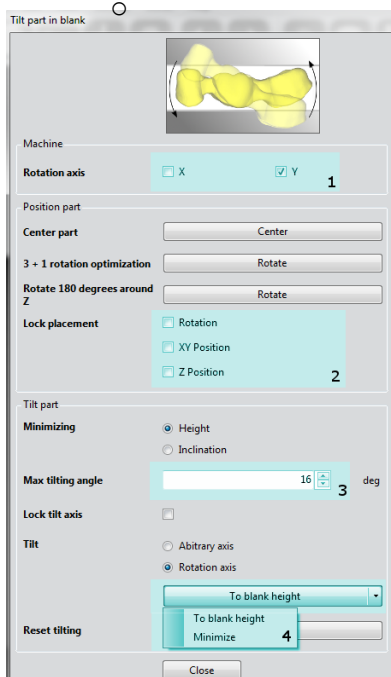 Tilt part in blank
Machine
Rotation axis X Y 1
Position part
Center part Center
3 + 1 rotation optimization Rotate
Rotate 180 degrees around Z Rotate
Lock placement Rotation
XY Position
Z Position 2
Tilt part
Minimizing Height
Inclination
Max tilting angle 16 3 deg
Lock tilt axis
Tilt Abitrary axis
Rotation axis
To blank height
To blank height
Reset tilting Minimize 4
Close